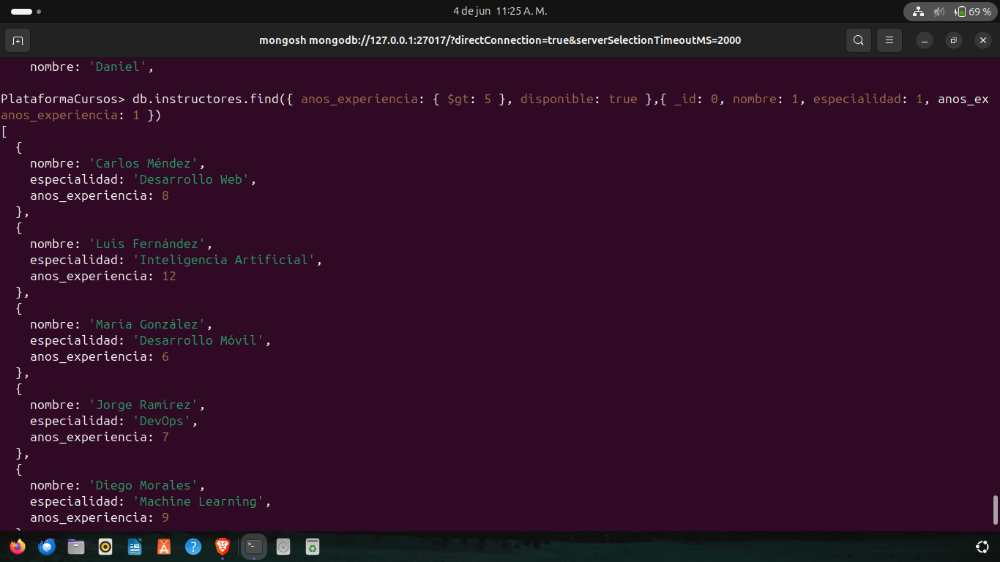 4 de jun 11:25 A. M.
69 %
mongosh mongodb://127.0.0.1:27017/?directConnection=true&serverSelectionTimeoutMS=2000
nombre: 'Daniel',
PlataformaCursos> db.instructores.find({ anos_experiencia: { $gt: 5 }, disponible: true },{ _id: 0, nombre: 1, especialidad: 1, anos_ex
anos_experiencia: 1 })
[
{
nombre: 'Carlos Méndez',
especialidad: 'Desarrollo Web',
anos_experiencia: 8
},
{
nombre: 'Luis Fernández',
especialidad: 'Inteligencia Artificial',
anos_experiencia: 12
},
{
nombre: 'María González',
especialidad: 'Desarrollo Móvil',
anos_experiencia: 6
},
{
nombre: 'Jorge Ramírez',
especialidad: 'DevOps',
anos_experiencia: 7
},
{
nombre: 'Diego Morales',
especialidad: 'Machine Learning',
anos_experiencia: 9